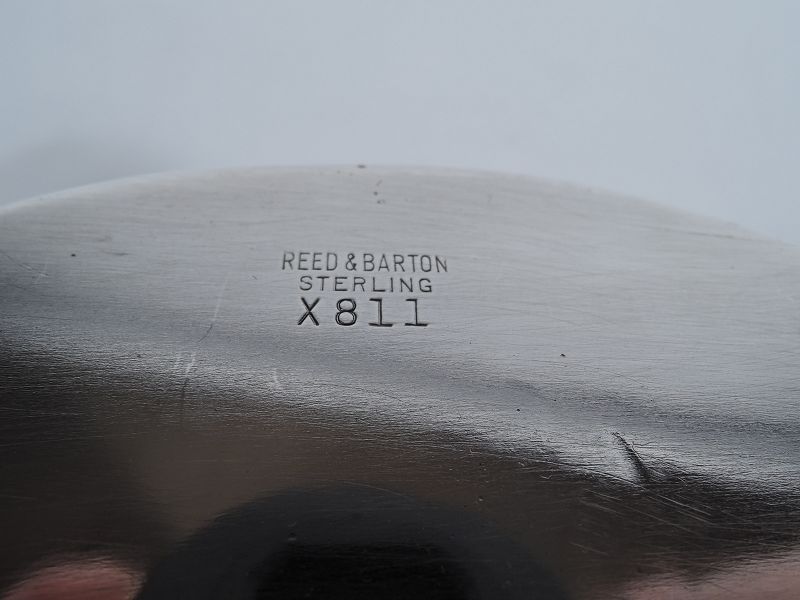 REED & BARTON
STERLING
X811